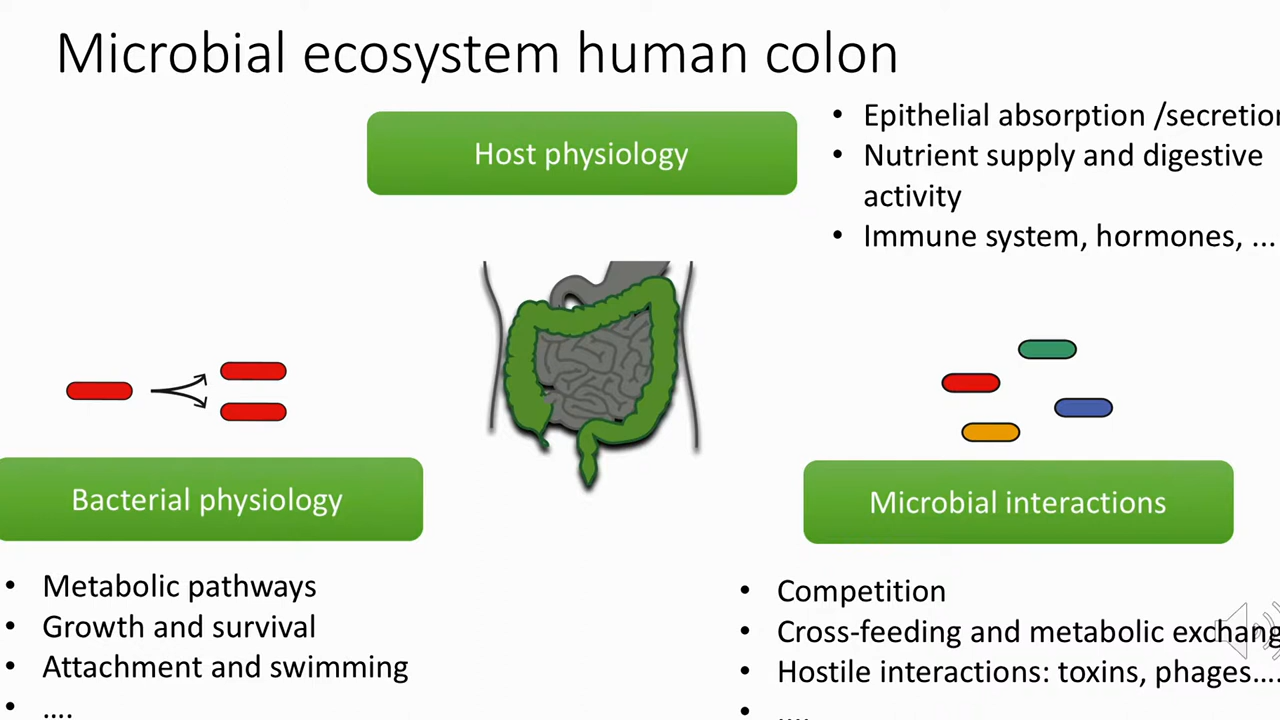 Microbial ecosystem human colon
Host physiology
• Epithelial absorption /secretion
• Nutrient supply and digestive
activity
• Immune system, hormones, ...
Bacterial physiology
• Metabolic pathways
• Growth and survival
• Attachment and swimming
• ....
Microbial interactions
• Competition
• Cross-feeding and metabolic exchang
• Hostile interactions: toxins, phages....
• ....